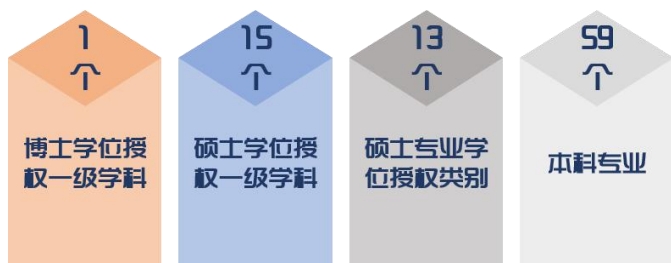 1
个
博士学位授
权一级学科
15
个
硕士学位授
权一级学科
13
个
硕士专业学
位授权类别
59
个
本科专业